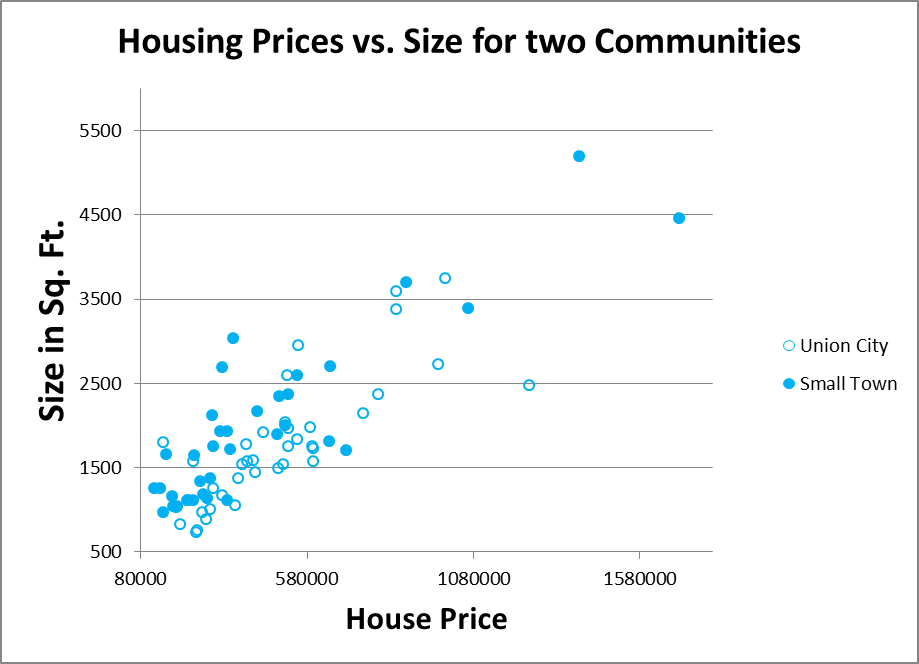 Housing Prices vs. Size for two Communities
Size in Sq. Ft.
5500
4500
3500
2500
1500
500
80000 580000 1080000 1580000
House Price
Union City
Small Town